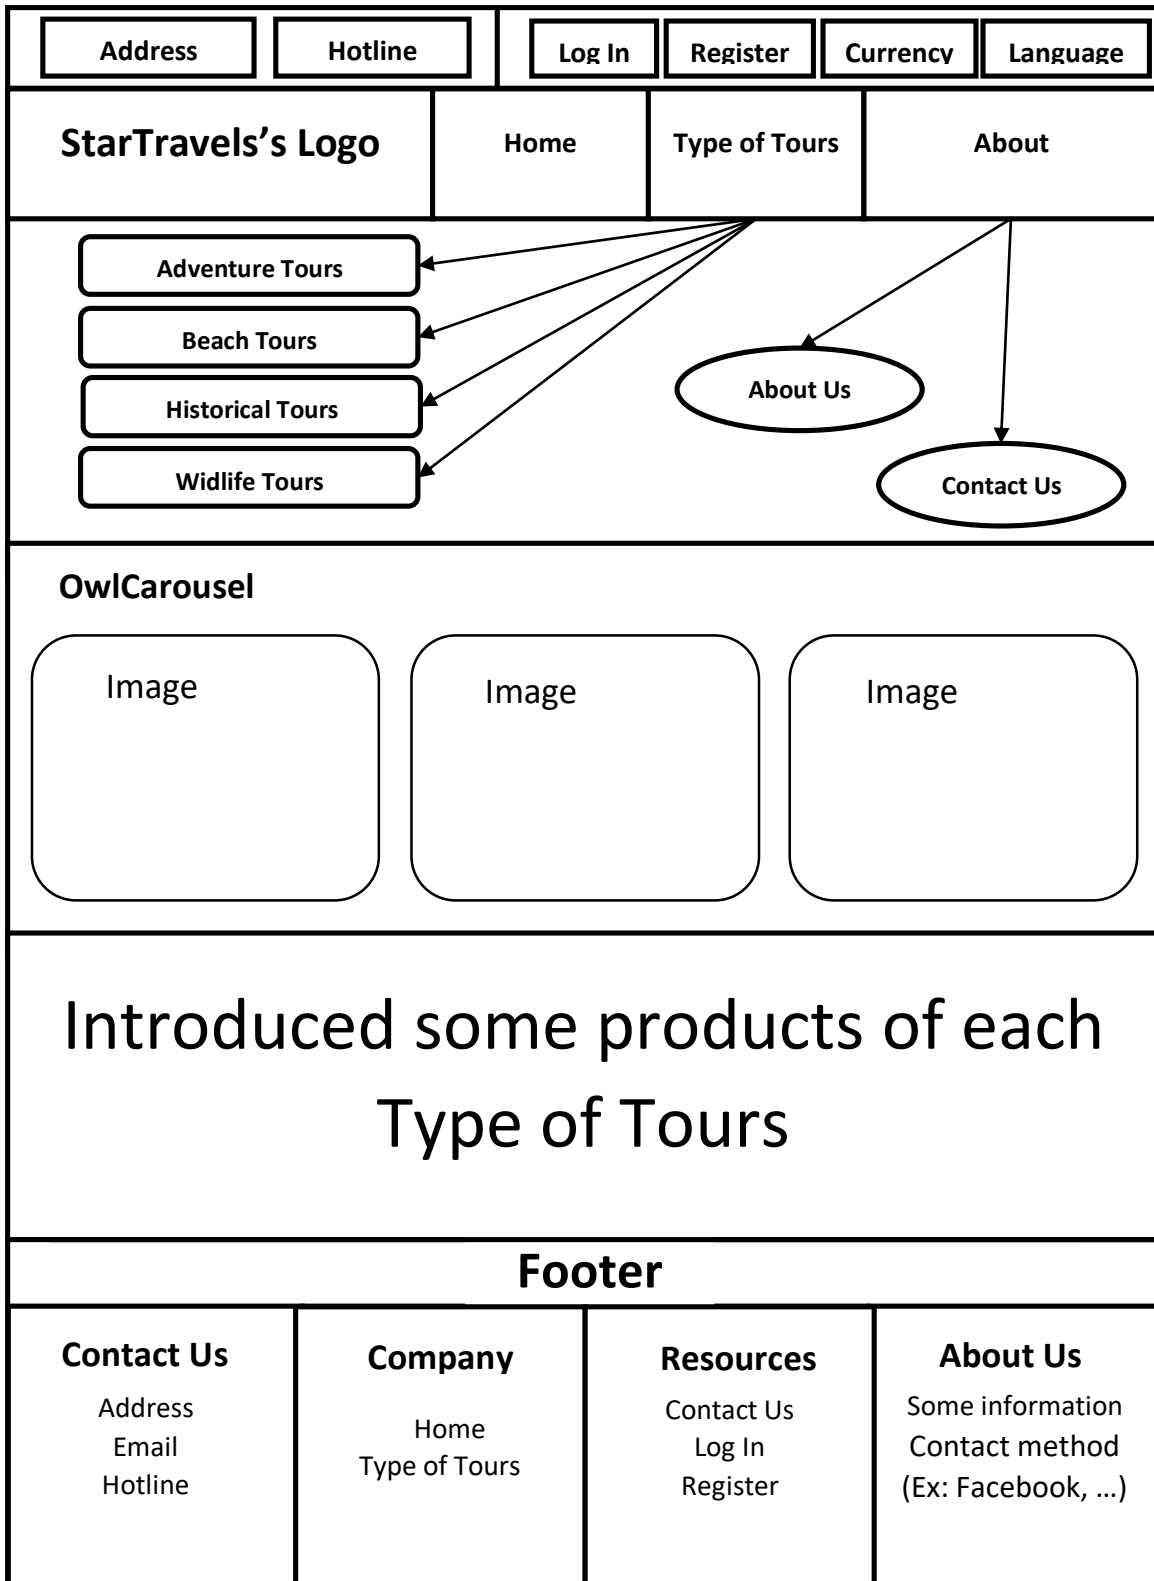 Address
Hotline
Log In
Register
Currency
Language
StarTravels’s Logo
Home
Type of Tours
About
Adventure Tours
Beach Tours
Historical Tours
Widlife Tours
About Us
Contact Us
OwlCarousel
Image
Image
Image
Introduced some products of each
Type of Tours
Footer
Contact Us
Address
Email
Hotline
Company
Home
Type of Tours
Resources
Contact Us
Log In
Register
About Us
Some information
Contact method
(Ex: Facebook, ...)